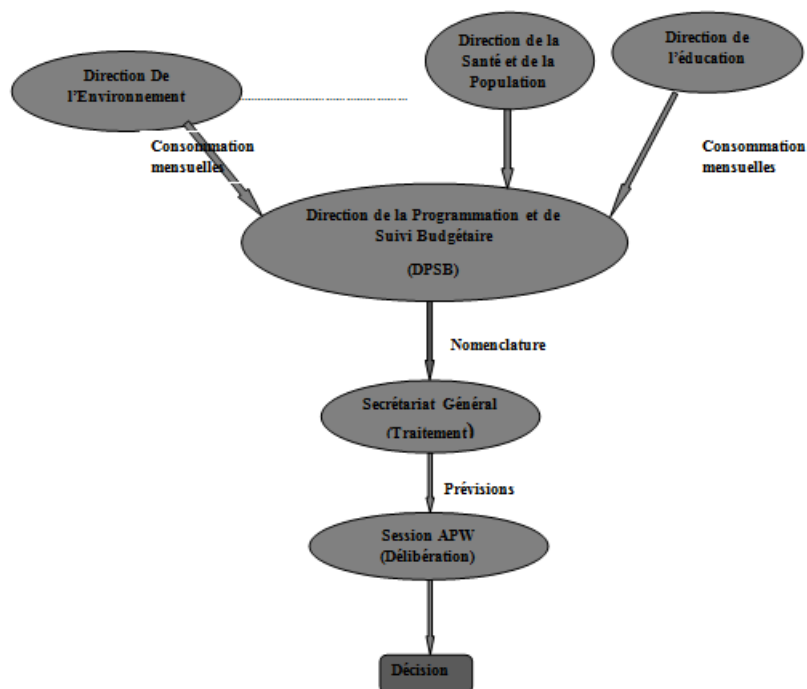 Direction De
l'Environnement
Direction de la
Santé et de la
Population
Direction de
l'éducation
Consommation
mensuelles
Consommation
mensuelles
Direction de la Programmation et de
Suivi Budgétaire
(DPSB)
Nomenclature
Secrétariat Général
(Traitement)
Prévisions
Session APW
(Délibération)
Décision